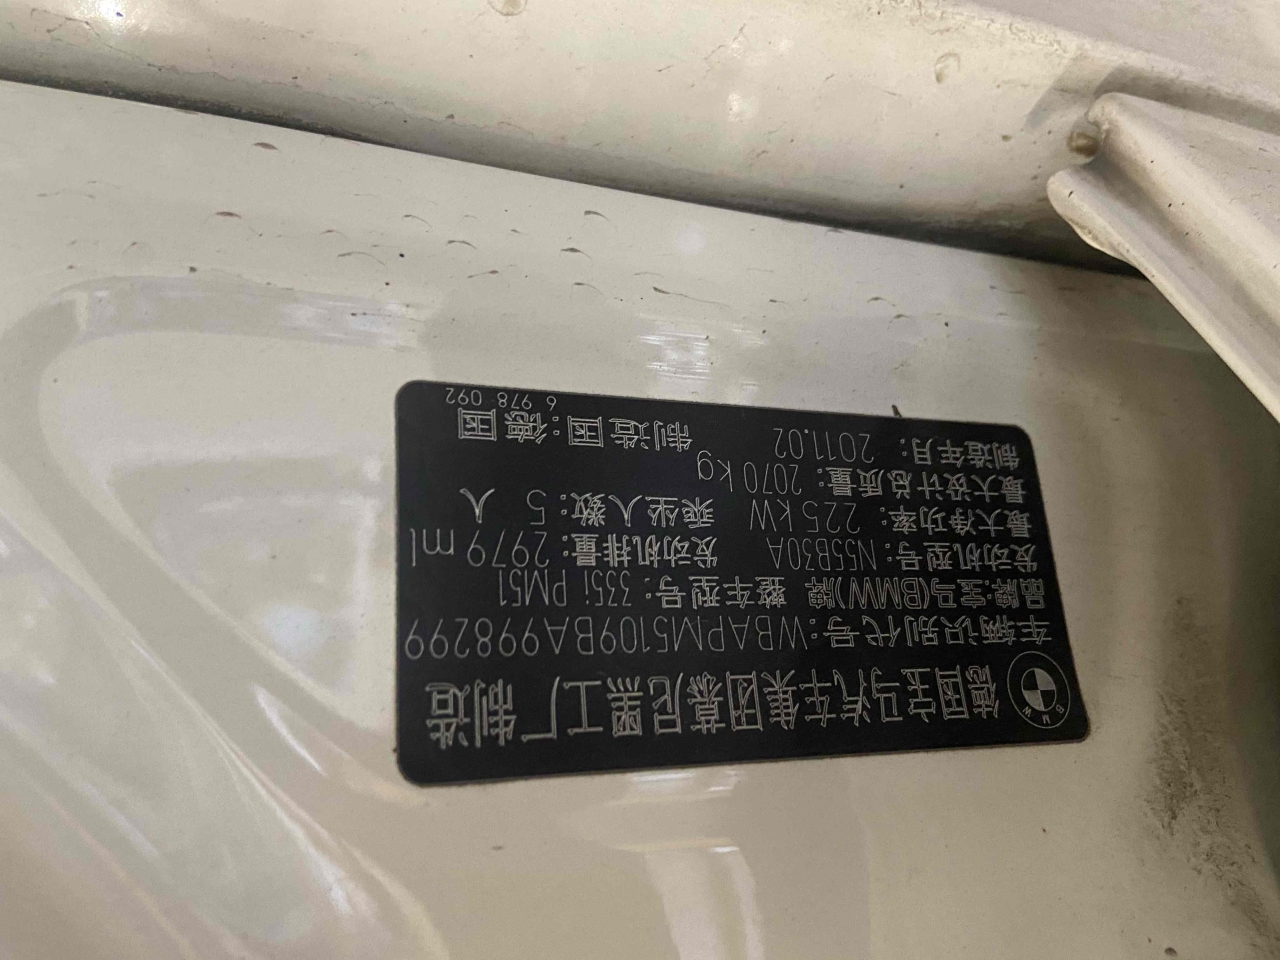 BMW
德国宝马汽车集团慕尼黑工厂制造
车辆识别代号:WBAPM5109BA998299
品牌:宝马(BMW)牌 整车型号: 335i PM51
发动机型号: N55B30A 发动机排量: 2979 ml
最大净功率: 225 kW 乘坐人数: 5 人
最大设计总质量: 2070 kg
制造年月: 2011.02 制造国:德国
6 978 092